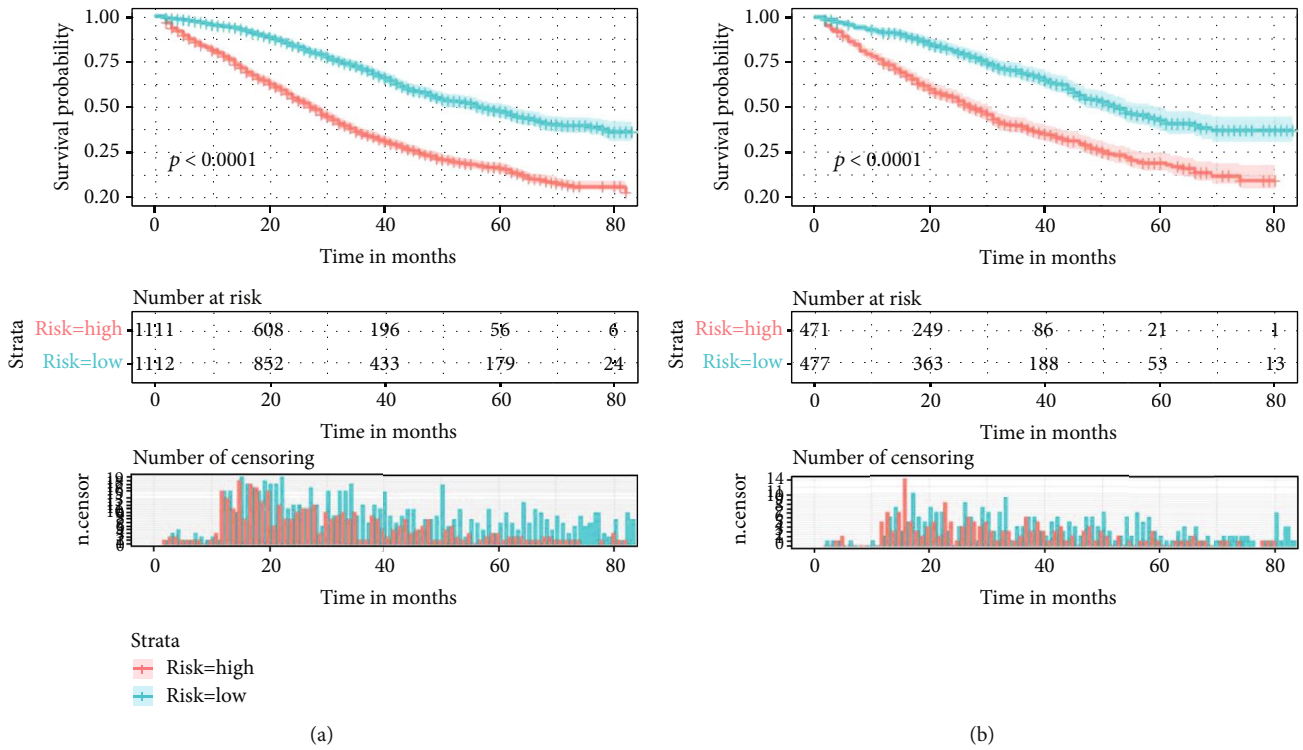 1.00
0.75
0.50
0.25
0.20
Survival probability
p < 0.0001
0 20 40 60 80
Time in months
Number at risk
Strata
Risk=high 1111 608 196 56 6
Risk=low 1112 852 433 179 24
0 20 40 60 80
Time in months
Number of censoring
n.censor
0
0 20 40 60 80
Time in months
Strata
Risk=high
Risk=low
(a)
1.00
0.75
0.50
0.25
0.20
Survival probability
p < 0.0001
0 20 40 60 80
Time in months
Number at risk
Strata
Risk=high 471 249 86 21 1
Risk=low 477 363 188 53 13
0 20 40 60 80
Time in months
Number of censoring
n.censor
14
0
0 20 40 60 80
Time in months
(b)